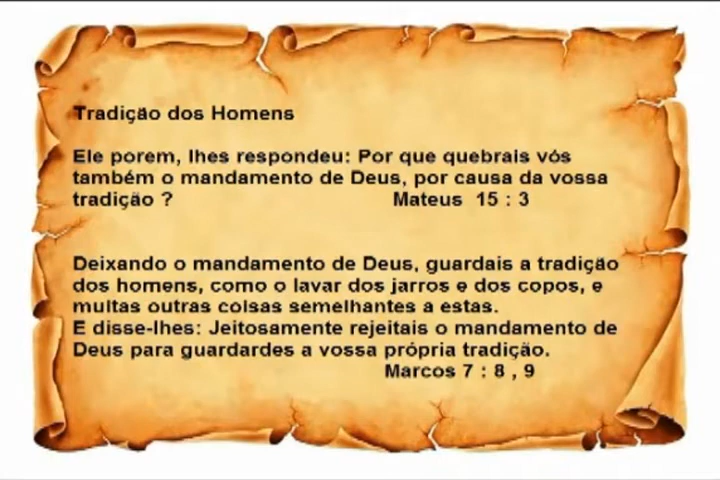 Tradição dos Homens
Ele porem, lhes respondeu: Por que quebrais vós
também o mandamento de Deus, por causa da vossa
tradição ? Mateus 15 : 3
Deixando o mandamento de Deus, guardais a tradição
dos homens, como o lavar dos jarros e dos copos, e
muitas outras coisas semelhantes a estas.
E disse-lhes: Jeitosamente rejeitais o mandamento de
Deus para guardardes a vossa própria tradição.
Marcos 7 : 8 , 9